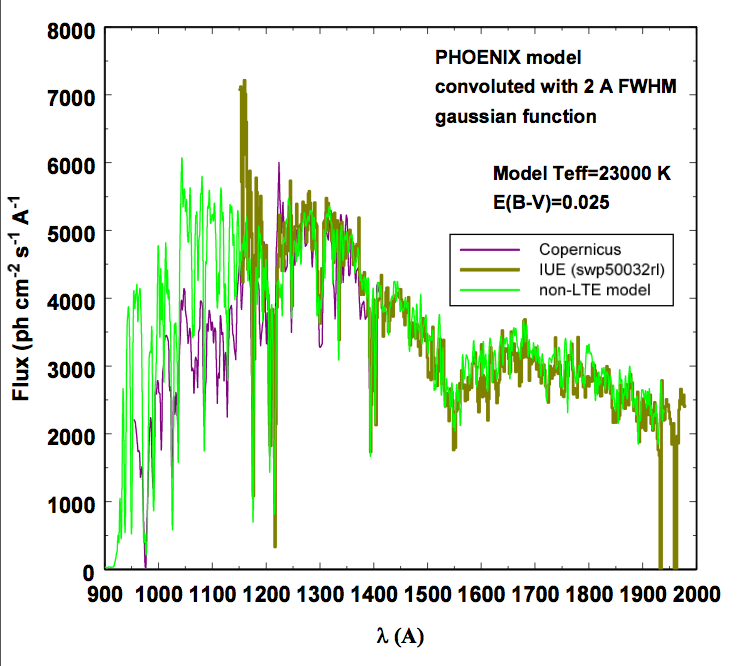 8000
7000
6000
5000
4000
3000
2000
1000
0
Flux (ph cm-2 s-1 A-1)
PHOENIX model
convoluted with 2 A FWHM
gaussian function
Model Teff=23000 K
E(B-V)=0.025
Copernicus
IUE (swp50032rl)
non-LTE model
900 1000 1100 1200 1300 1400 1500 1600 1700 1800 1900 2000
λ (A)